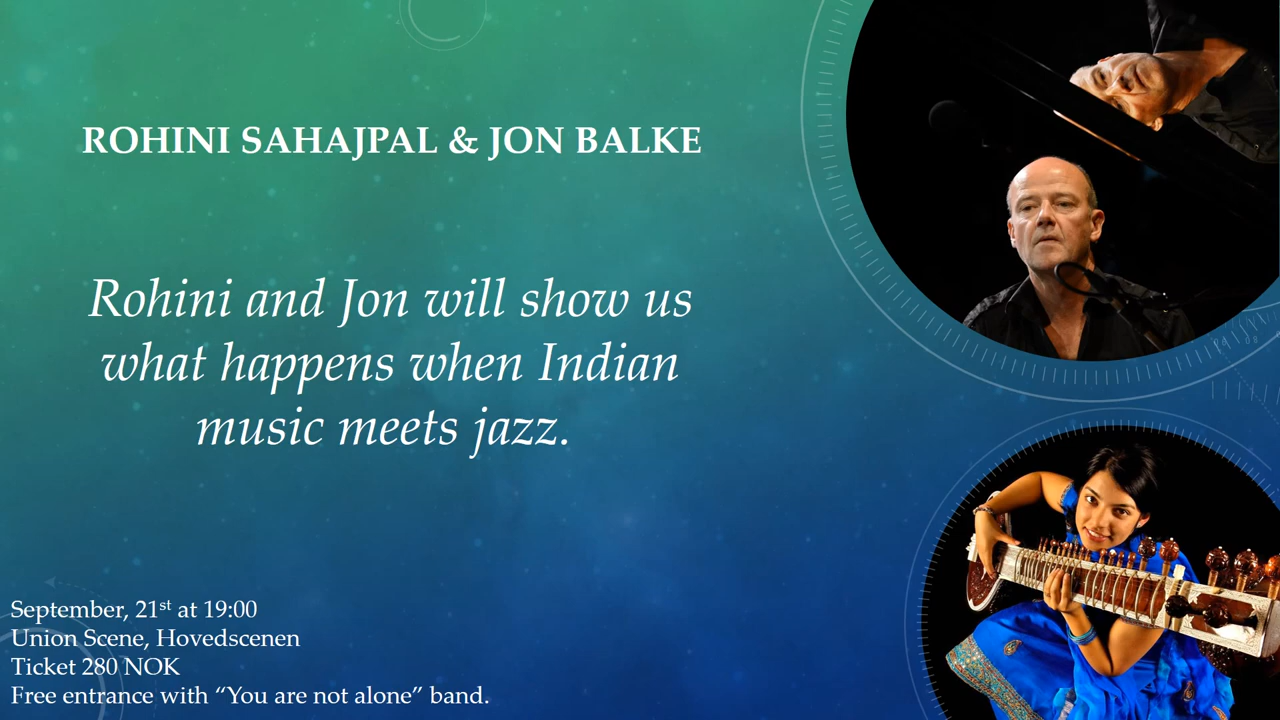 ROHINI SAHAJPAL & JON BALKE
Rohini and Jon will show us
what happens when Indian
music meets jazz.
September, 21st at 19:00
Union Scene, Hovedscenen
Ticket 280 NOK
Free entrance with “You are not alone” band.